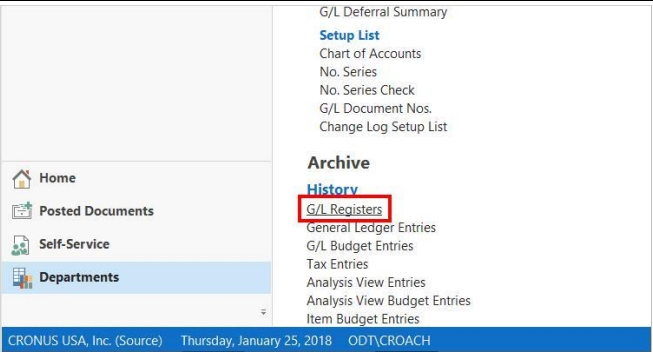 G/L Deferral Summary
Setup List
Chart of Accounts
No. Series
No. Series Check
G/L Document Nos.
Change Log Setup List
Archive
History
G/L Registers
General Ledger Entries
G/L Budget Entries
Tax Entries
Analysis View Entries
Analysis View Budget Entries
Item Budget Entries
Home
Posted Documents
Self-Service
Departments
CRONUS USA, Inc. (Source) Thursday, January 25, 2018 ODT\CROACH